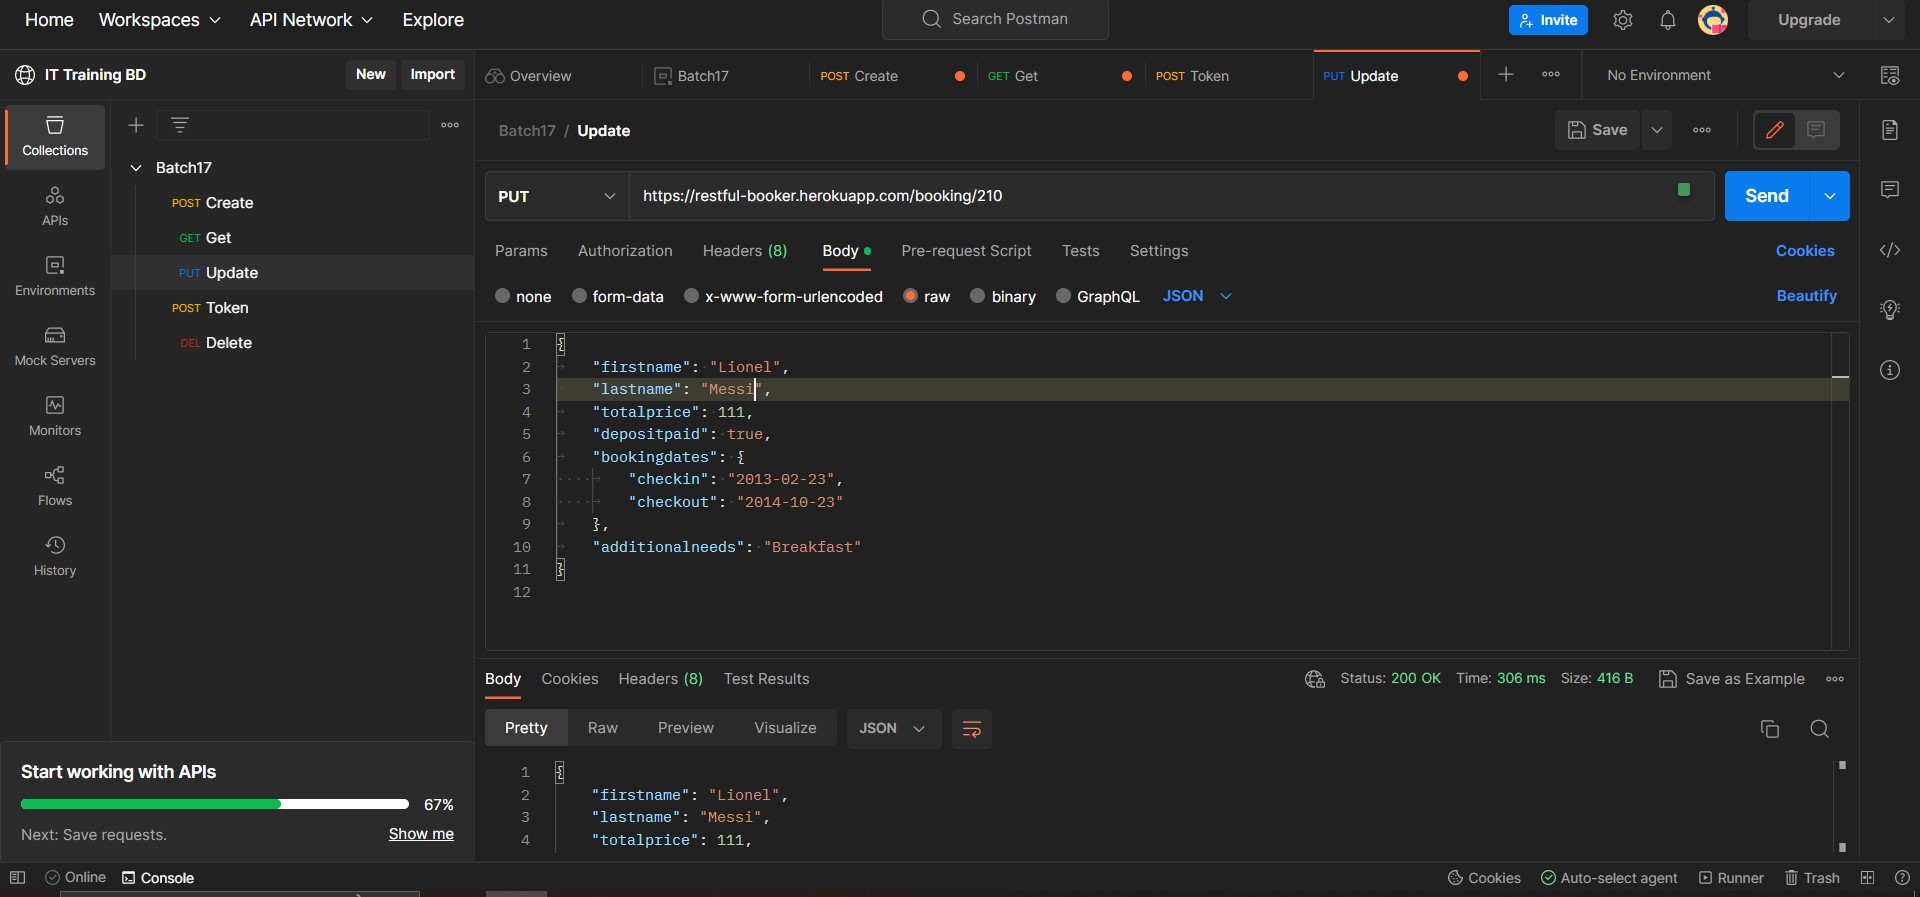 Home Workspaces API Network Explore Search Postman Invite Upgrade
IT Training BD New Import Overview Batch17 POST Create GET Get POST Token PUT Update No Environment
Batch17 / Update Save
Collections
Batch17
POST Create
GET Get
PUT Update
POST Token
DEL Delete
APIs
Environments
Mock Servers
Monitors
Flows
History
PUT https://restful-booker.herokuapp.com/booking/210 Send
Params Authorization Headers (8) Body Pre-request Script Tests Settings Cookies
none form-data x-www-form-urlencoded raw binary GraphQL JSON Beautify
1 {
2 "firstname": "Lionel",
3 "lastname": "Messi",
4 "totalprice": 111,
5 "depositpaid": true,
6 "bookingdates": {
7 "checkin": "2013-02-23",
8 "checkout": "2014-10-23"
9 },
10 "additionalneeds": "Breakfast"
11 }
12
Body Cookies Headers (8) Test Results Status: 200 OK Time: 306 ms Size: 416 B Save as Example
Pretty Raw Preview Visualize JSON
1 {
2 "firstname": "Lionel",
3 "lastname": "Messi",
4 "totalprice": 111,
Start working with APIs
67%
Next: Save requests. Show me
Online Console Cookies Auto-select agent Runner Trash